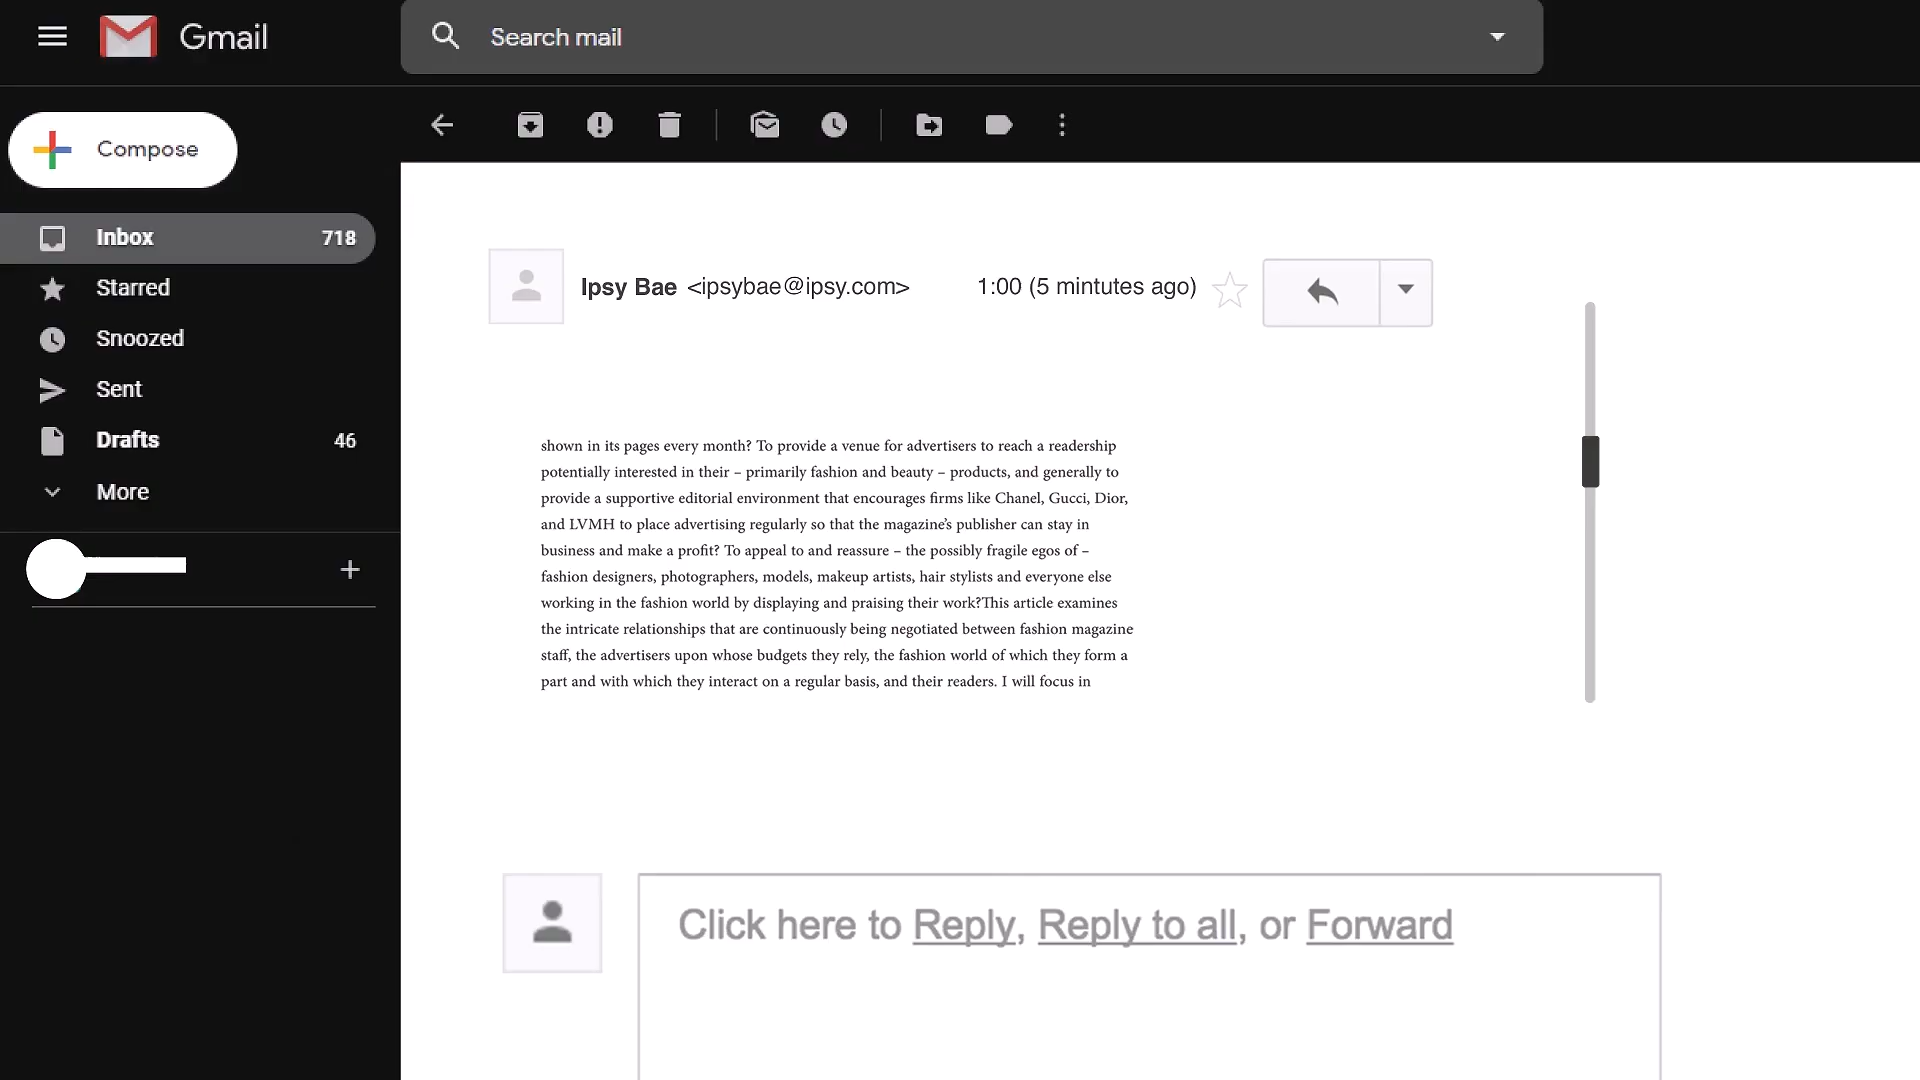 Gmail
Search mail
Compose
Inbox 718
Starred
Snoozed
Sent
Drafts 46
More
Ipsy Bae <ipsybae@ipsy.com> 1:00 (5 mintutes ago)
shown in its pages every month? To provide a venue for advertisers to reach a readership
potentially interested in their – primarily fashion and beauty – products, and generally to
provide a supportive editorial environment that encourages firms like Chanel, Gucci, Dior,
and LVMH to place advertising regularly so that the magazine’s publisher can stay in
business and make a profit? To appeal to and reassure – the possibly fragile egos of –
fashion designers, photographers, models, makeup artists, hair stylists and everyone else
working in the fashion world by displaying and praising their work?This article examines
the intricate relationships that are continuously being negotiated between fashion magazine
staff, the advertisers upon whose budgets they rely, the fashion world of which they form a
part and with which they interact on a regular basis, and their readers. I will focus in
Click here to Reply, Reply to all, or Forward